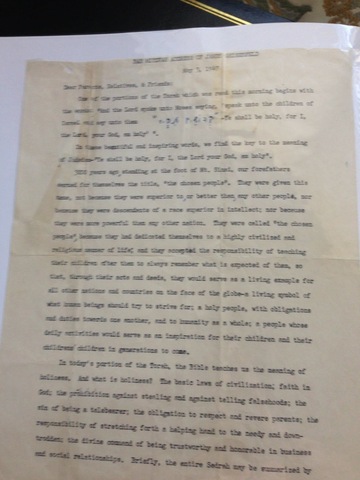 May 3, 1947
Dear Parents, Relatives, & Friends:
One of the portions of the Torah which was read this morning begins with
the words: "And the Lord spoke unto Moses saying, 'speak unto the children of
Israel and say unto them "קדשים תהיו" -Ye shall be holy, for I,
the Lord, your God, am holy' ".
In these beautiful and inspiring words, we find the key to the meaning
of Judaism-"Ye shall be holy, for I, the Lord your God, am holy".
years ago, standing at the foot of Mt. Sinai, our forefathers
earned for themselves the title, "the chosen people". They were given this
name, not because they were superior to or better then any other people, nor
because they were descendents of a race superior in intellect; nor because
they were more powerful then any other nation. They were called "the chosen
people" because they had dedicated themselves to a highly civilized and
religious manner of life; and they accepted the responsibility of teaching
their children after them to always remember what is expected of them, so
that, through their acts and deeds, they would serve as a living example for
all other nations and countries on the face of the globe-a living symbol of
what human beings should try to strive for; a holy people, with obligations
and duties towards one another, and to humanity as a whole; a people whose
daily activities would serve as an inspiration for their children and their
childrens' children in generations to come.
In today's portion of the Torah, the Bible teaches us the meaning of
holiness. And what is holiness? The basic laws of civilization; faith in
God; the prohibition against stealing and against telling falsehoods; the
sin of being a talebearer; the obligation to respect and revere parents; the
responsibility of stretching forth a helping hand to the needy and down-
trodden; the divine command of being trustworthy and honorable in business
and social relationships. Briefly, the entire Sedrah may be summarized by